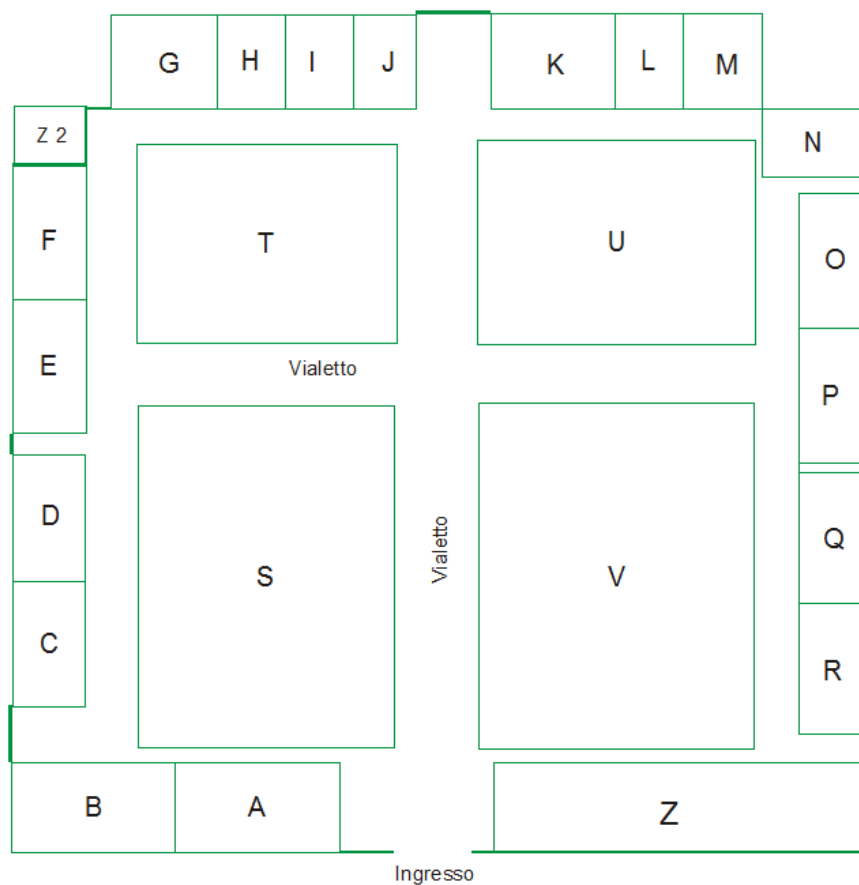 G H I J K L M
Z 2 N
F T U O
E Vialetto P
D Vialetto Q
S V
C R
B A Z
Ingresso